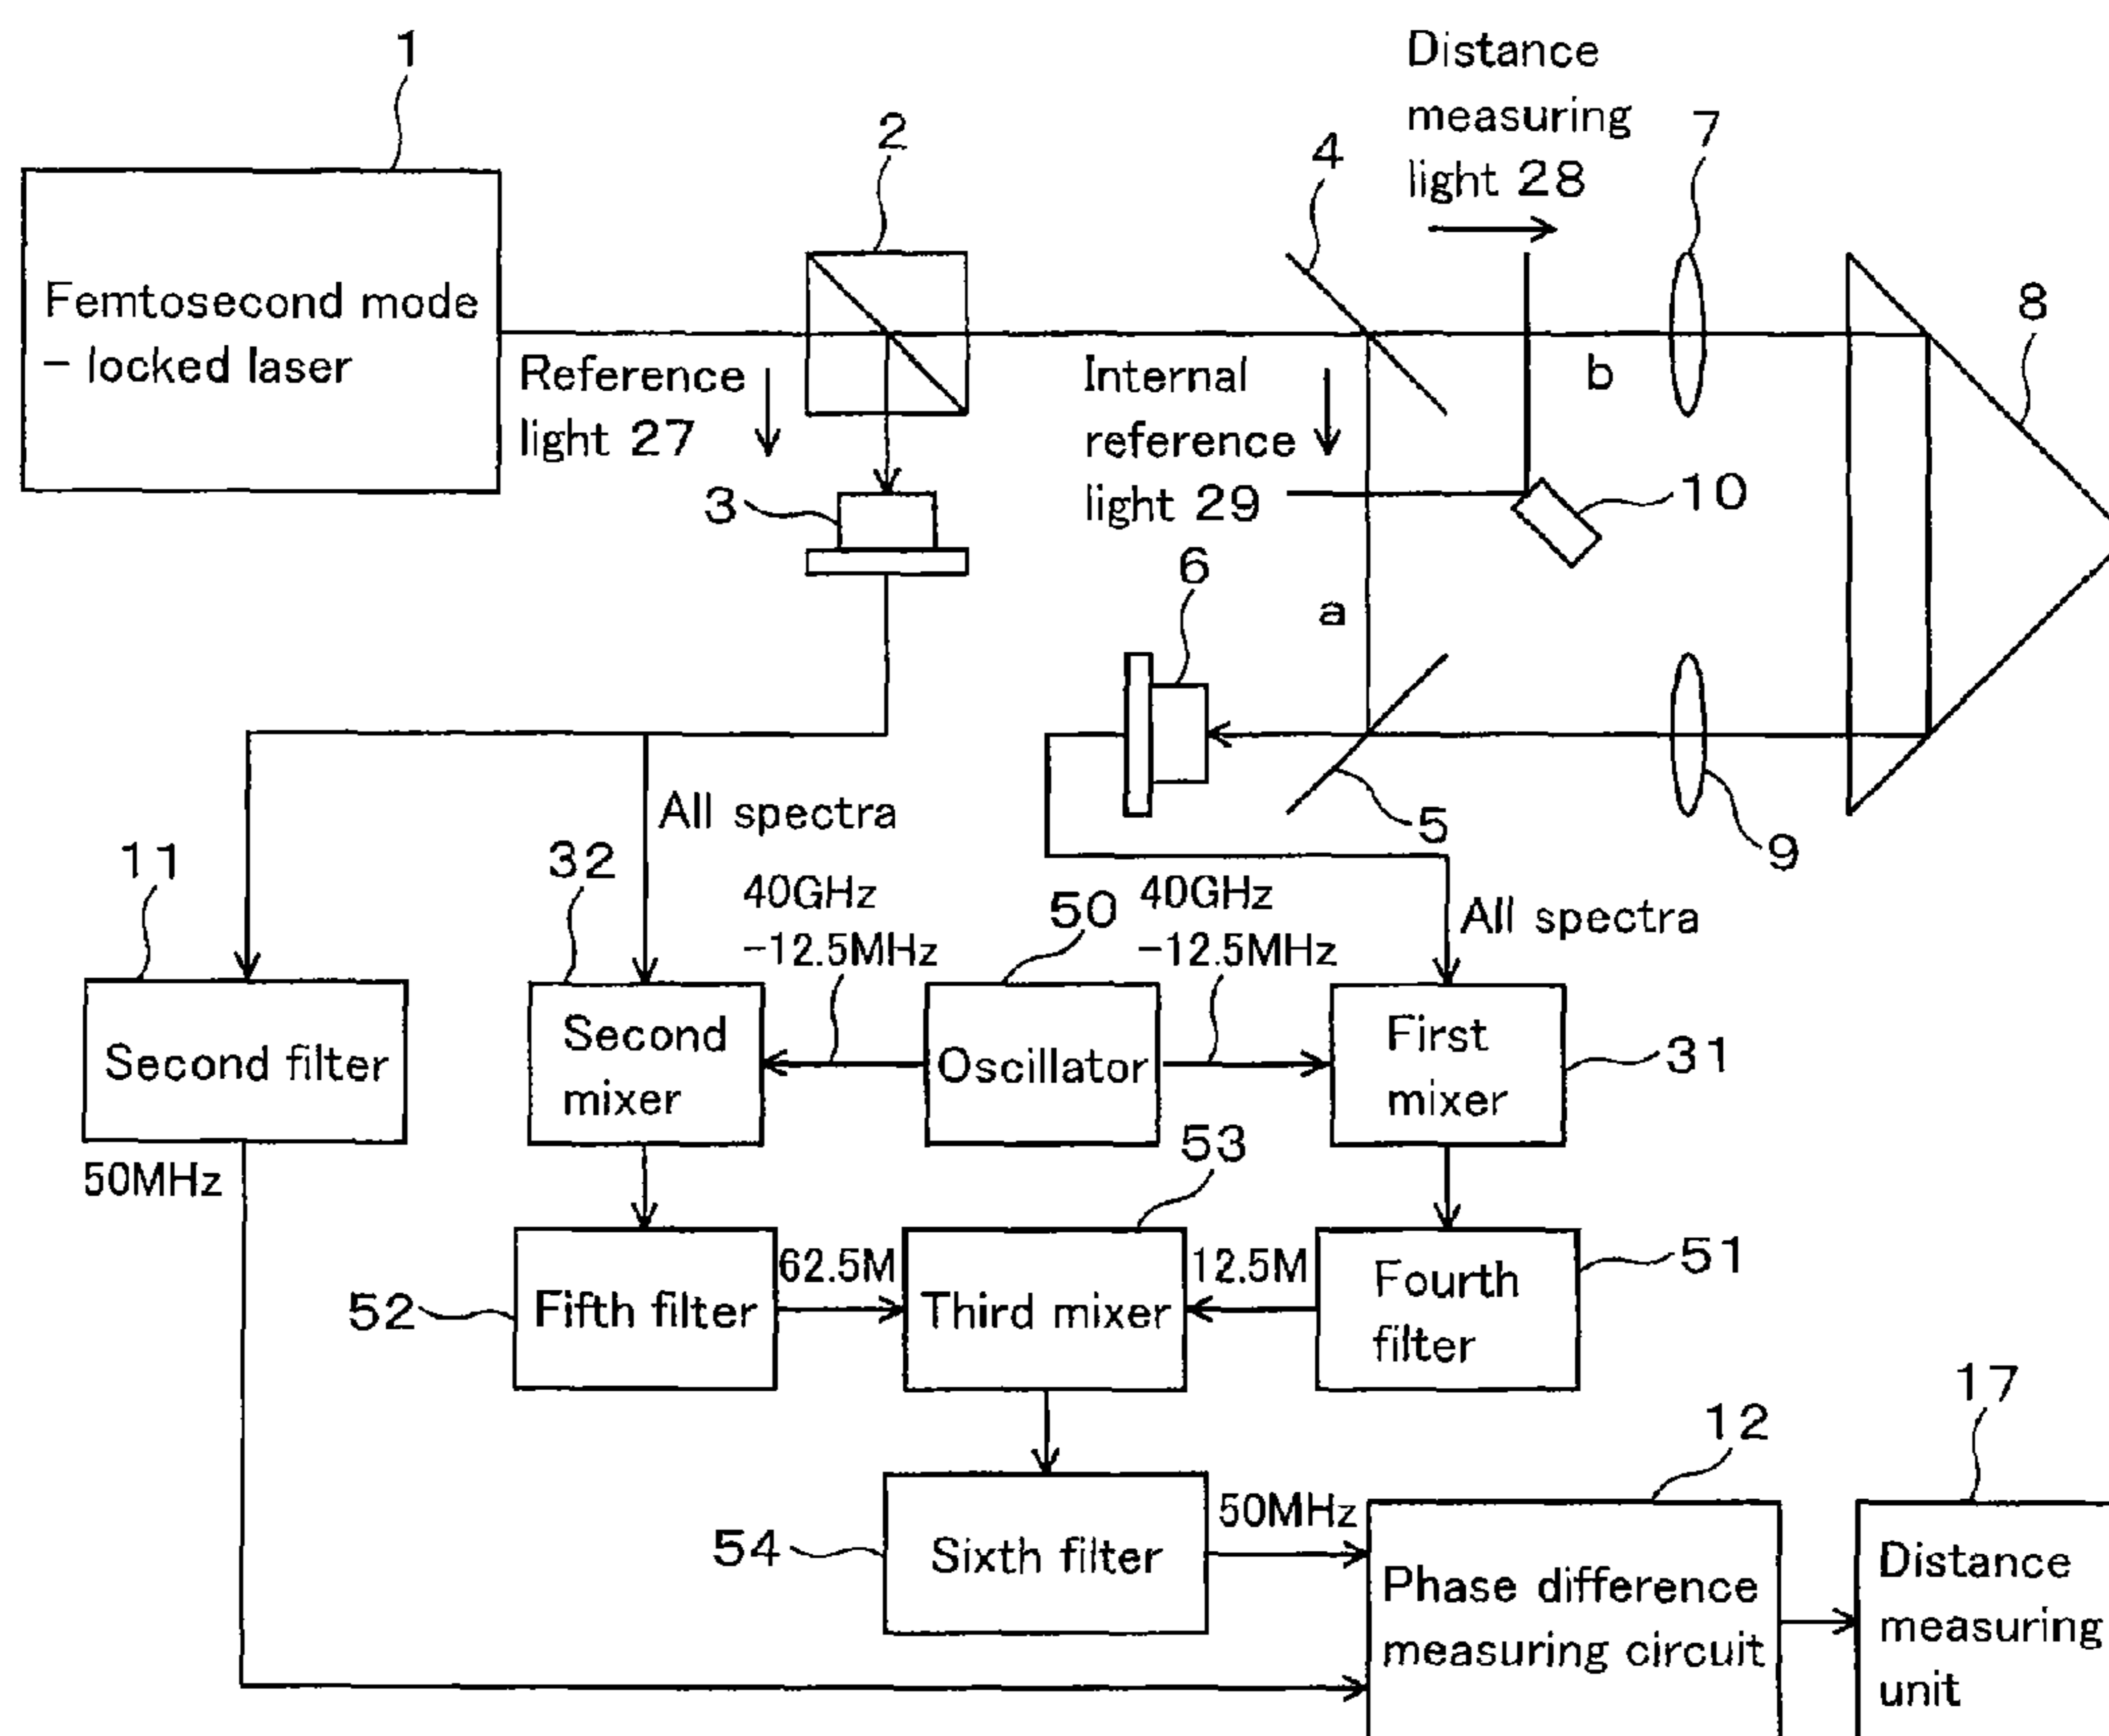 1
Distance
measuring
light 28
2
4
7
8
Femtosecond mode
- locked laser
Reference
light 27
Internal
reference
light 29
b
3
10
6
a
5
9
All spectra
11
32
40GHz
-12.5MHz
50
40GHz
-12.5MHz
All spectra
Second filter
Second
mixer
Oscillator
First
mixer
31
53
50MHz
52
Fifth filter
62.5M
Third mixer
12.5M
Fourth
filter
51
12
17
54
Sixth filter
50MHz
Phase difference
measuring circuit
Distance
measuring
unit